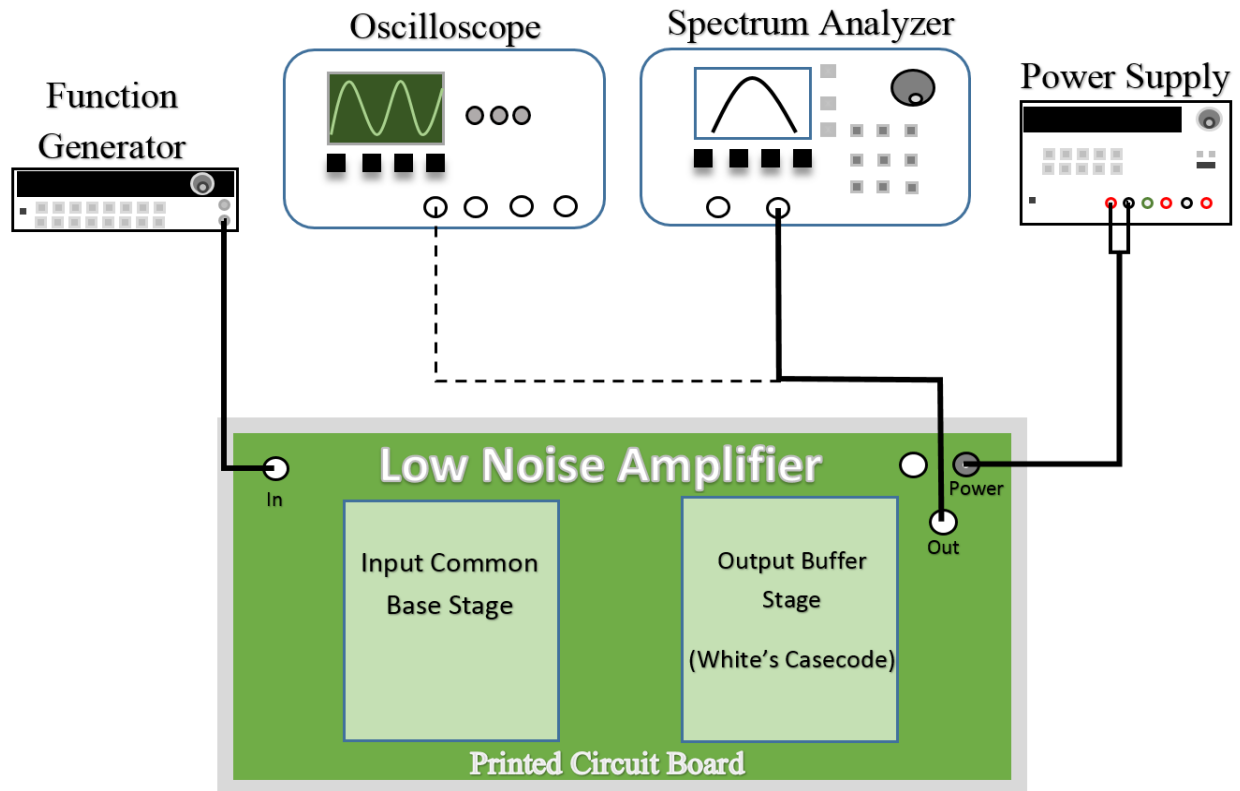 Oscilloscope
Spectrum Analyzer
Function
Generator
Power Supply
Low Noise Amplifier
In
Power
Out
Input Common
Base Stage
Output Buffer
Stage
(White's Casecode)
Printed Circuit Board